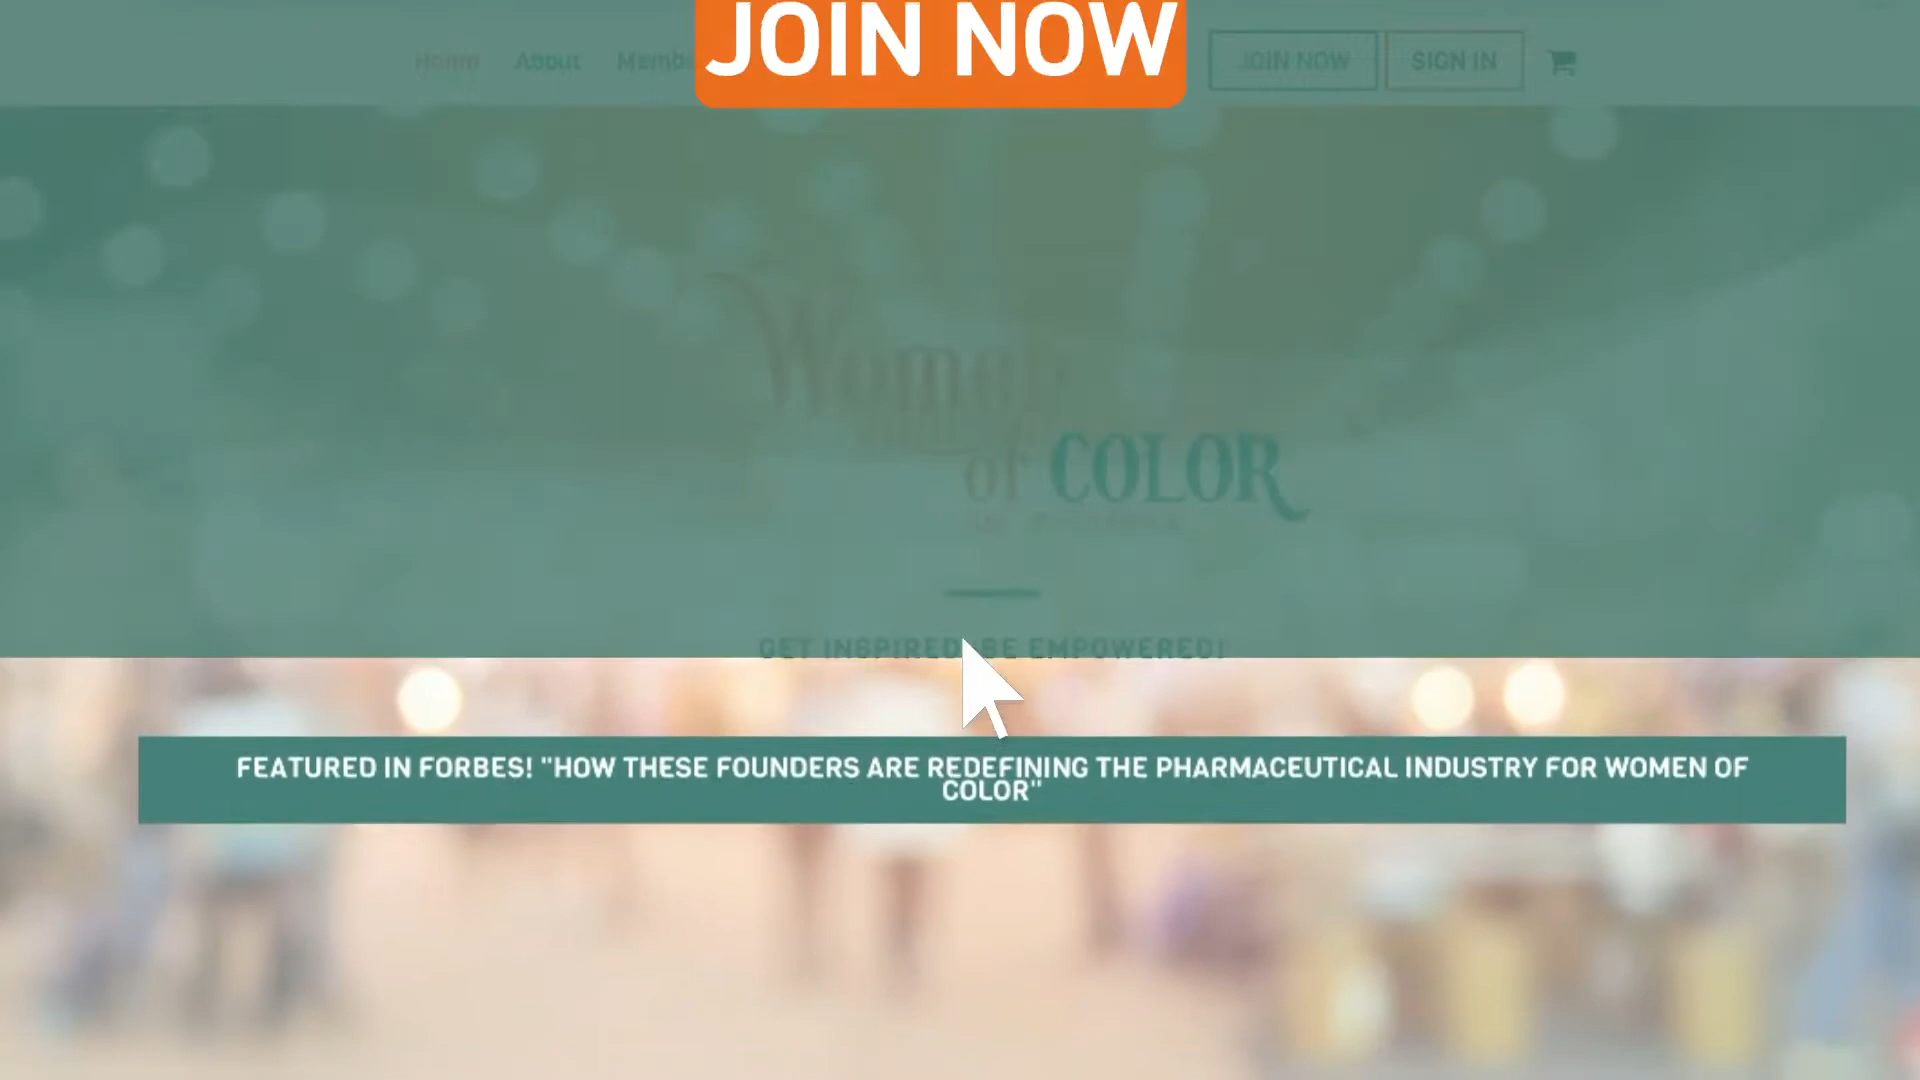 JOIN NOW
Home About JOIN NOW SIGN IN
Women
of COLOR
GET INSPIRED, BE EMPOWERED!
FEATURED IN FORBES! "HOW THESE FOUNDERS ARE REDEFINING THE PHARMACEUTICAL INDUSTRY FOR WOMEN OF
COLOR"